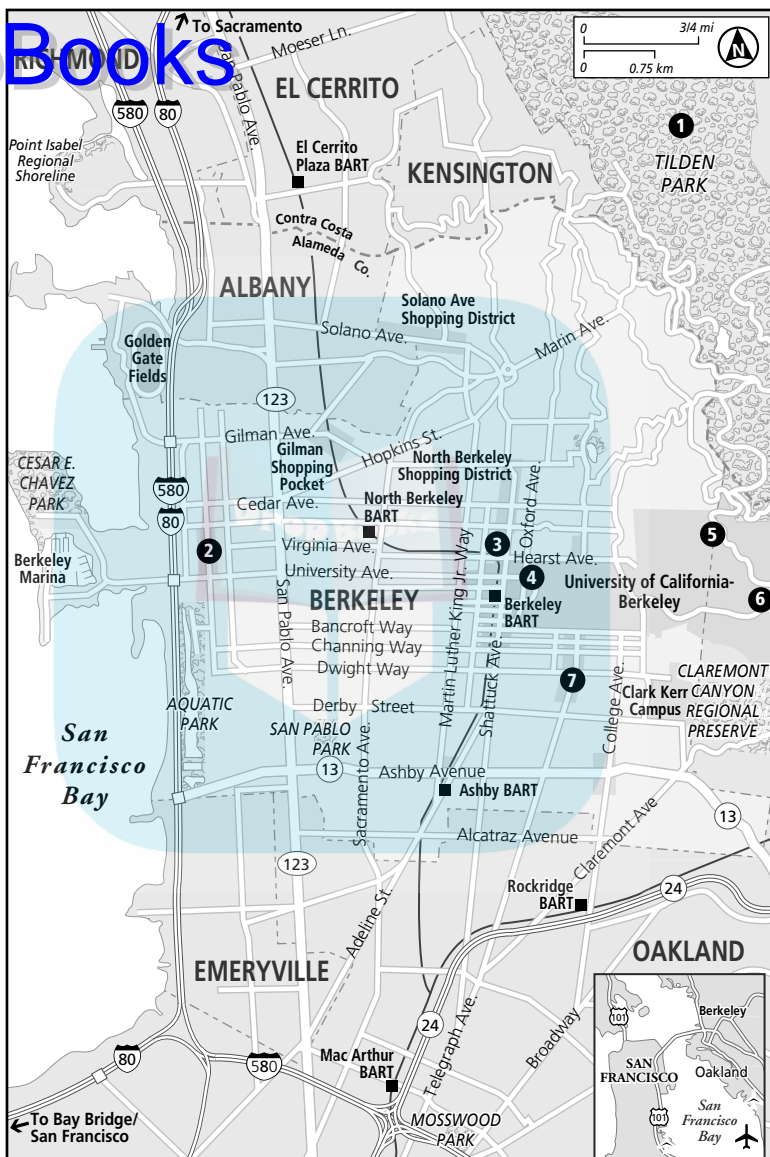 To Sacramento
Books
RICHMOND
San Pablo Ave.
Moeser Ln.
0 3/4 mi
0 0.75 km
N
EL CERRITO
580
80
1
TILDEN
PARK
Point Isabel
Regional
Shoreline
El Cerrito
Plaza BART
KENSINGTON
Contra Costa
Alameda Co.
ALBANY
Solano Ave
Shopping District
Solano Ave.
Marin Ave.
Golden
Gate
Fields
123
Gilman Ave.
Gilman
Shopping
Pocket
Hopkins St.
North Berkeley
Shopping District
CESAR E.
CHAVEZ
PARK
580
80
Cedar Ave.
North Berkeley
BART
Oxford Ave.
Berkeley
Marina
2
Virginia Ave.
University Ave.
3
Hearst Ave.
4
5
6
University of California-
Berkeley
BERKELEY
Berkeley
BART
San Pablo Ave.
Martin Luther King Jr. Way
Shattuck Ave.
Bancroft Way
Channing Way
Dwight Way
7
College Ave.
Clark Kerr
Campus
CLAREMONT
CANYON
REGIONAL
PRESERVE
AQUATIC
PARK
Derby Street
SAN PABLO
PARK
San
Francisco
Bay
13
Sacramento Ave.
Ashby Avenue
Ashby BART
13
Alcatraz Avenue
Claremont Ave
123
Adeline St.
Rockridge
BART
24
EMERYVILLE
OAKLAND
24
Telegraph Ave.
Broadway
80
580
Mac Arthur
BART
MOSSWOOD
PARK
To Bay Bridge/
San Francisco
101
Berkeley
SAN
FRANCISCO
Oakland
101
San
Francisco
Bay